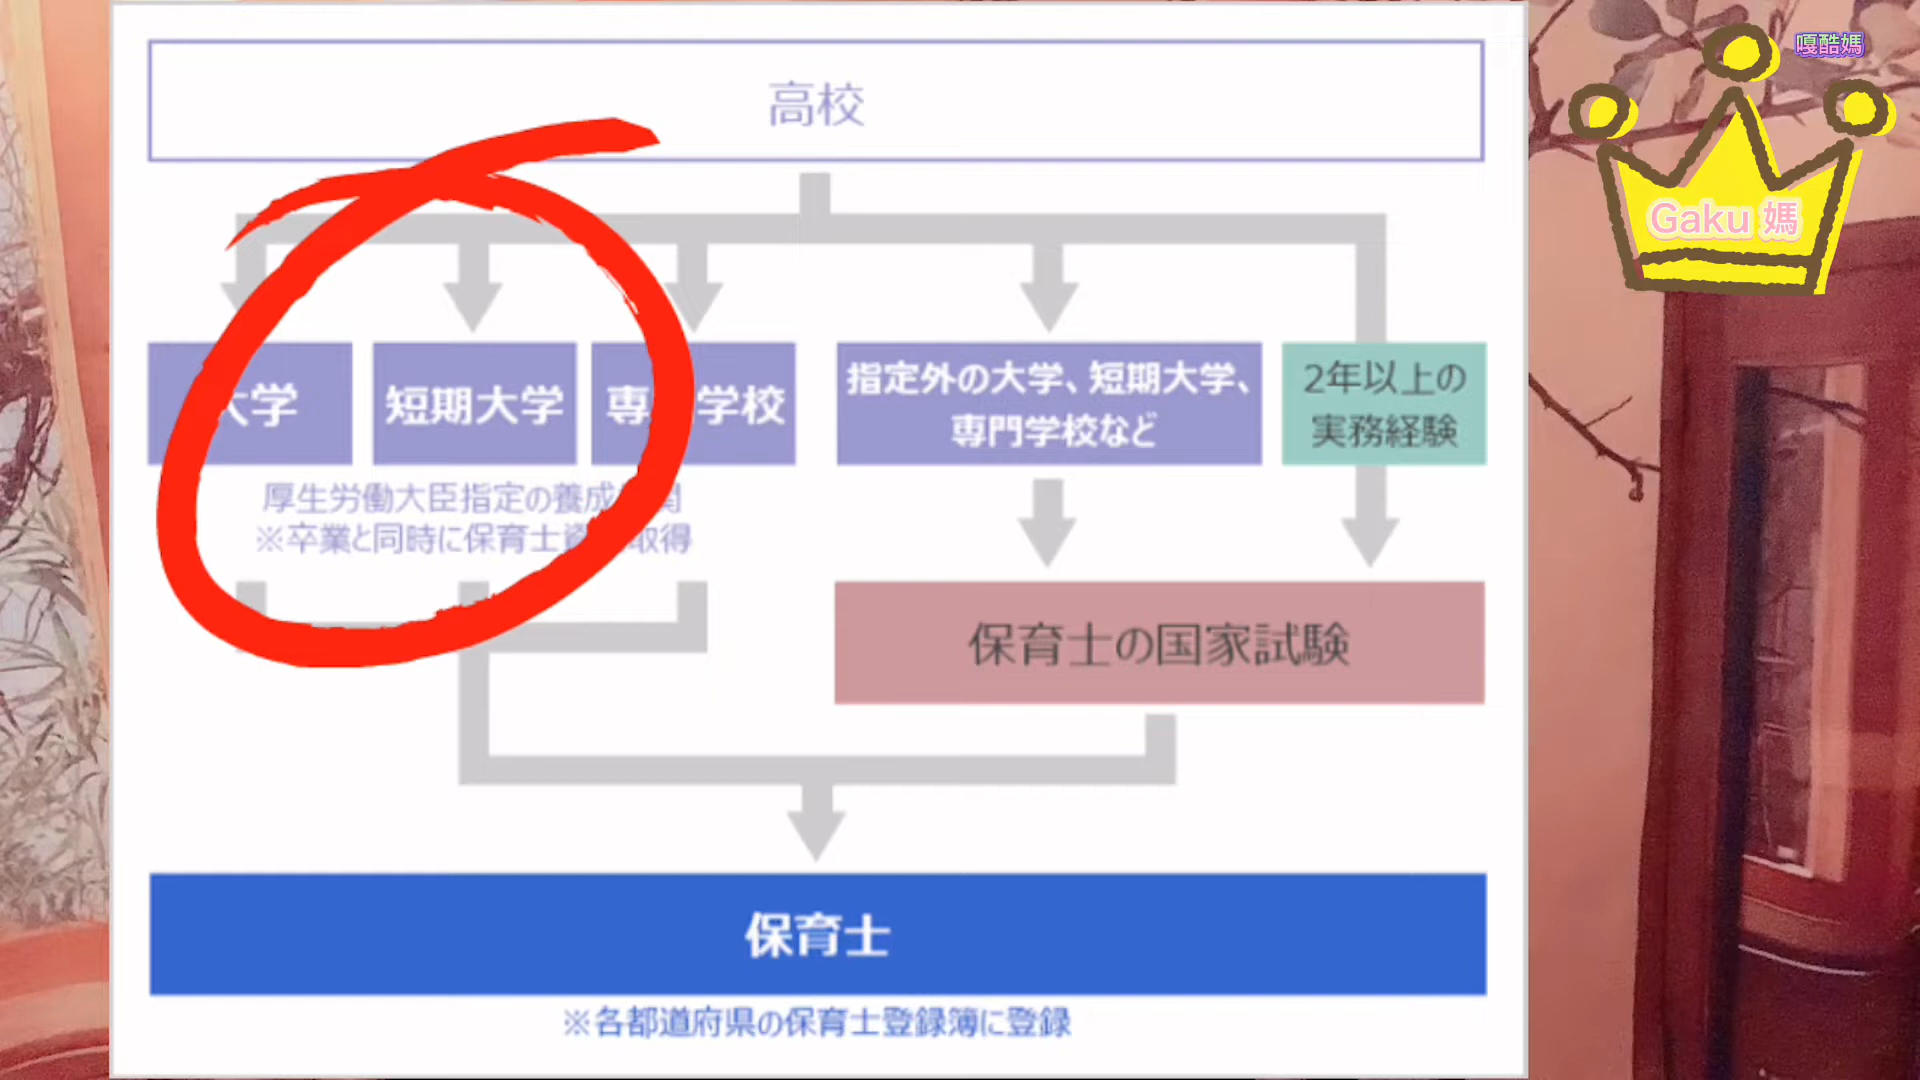 嘎酷媽
Gaku 媽
高校
大学
短期大学
専 学校
指定外の大学、短期大学、
専門学校など
2年以上の
実務経験
厚生労働大臣指定の養成 関
※卒業と同時に保育士資 取得
保育士の国家試験
保育士
※各都道府県の保育士登録簿に登録